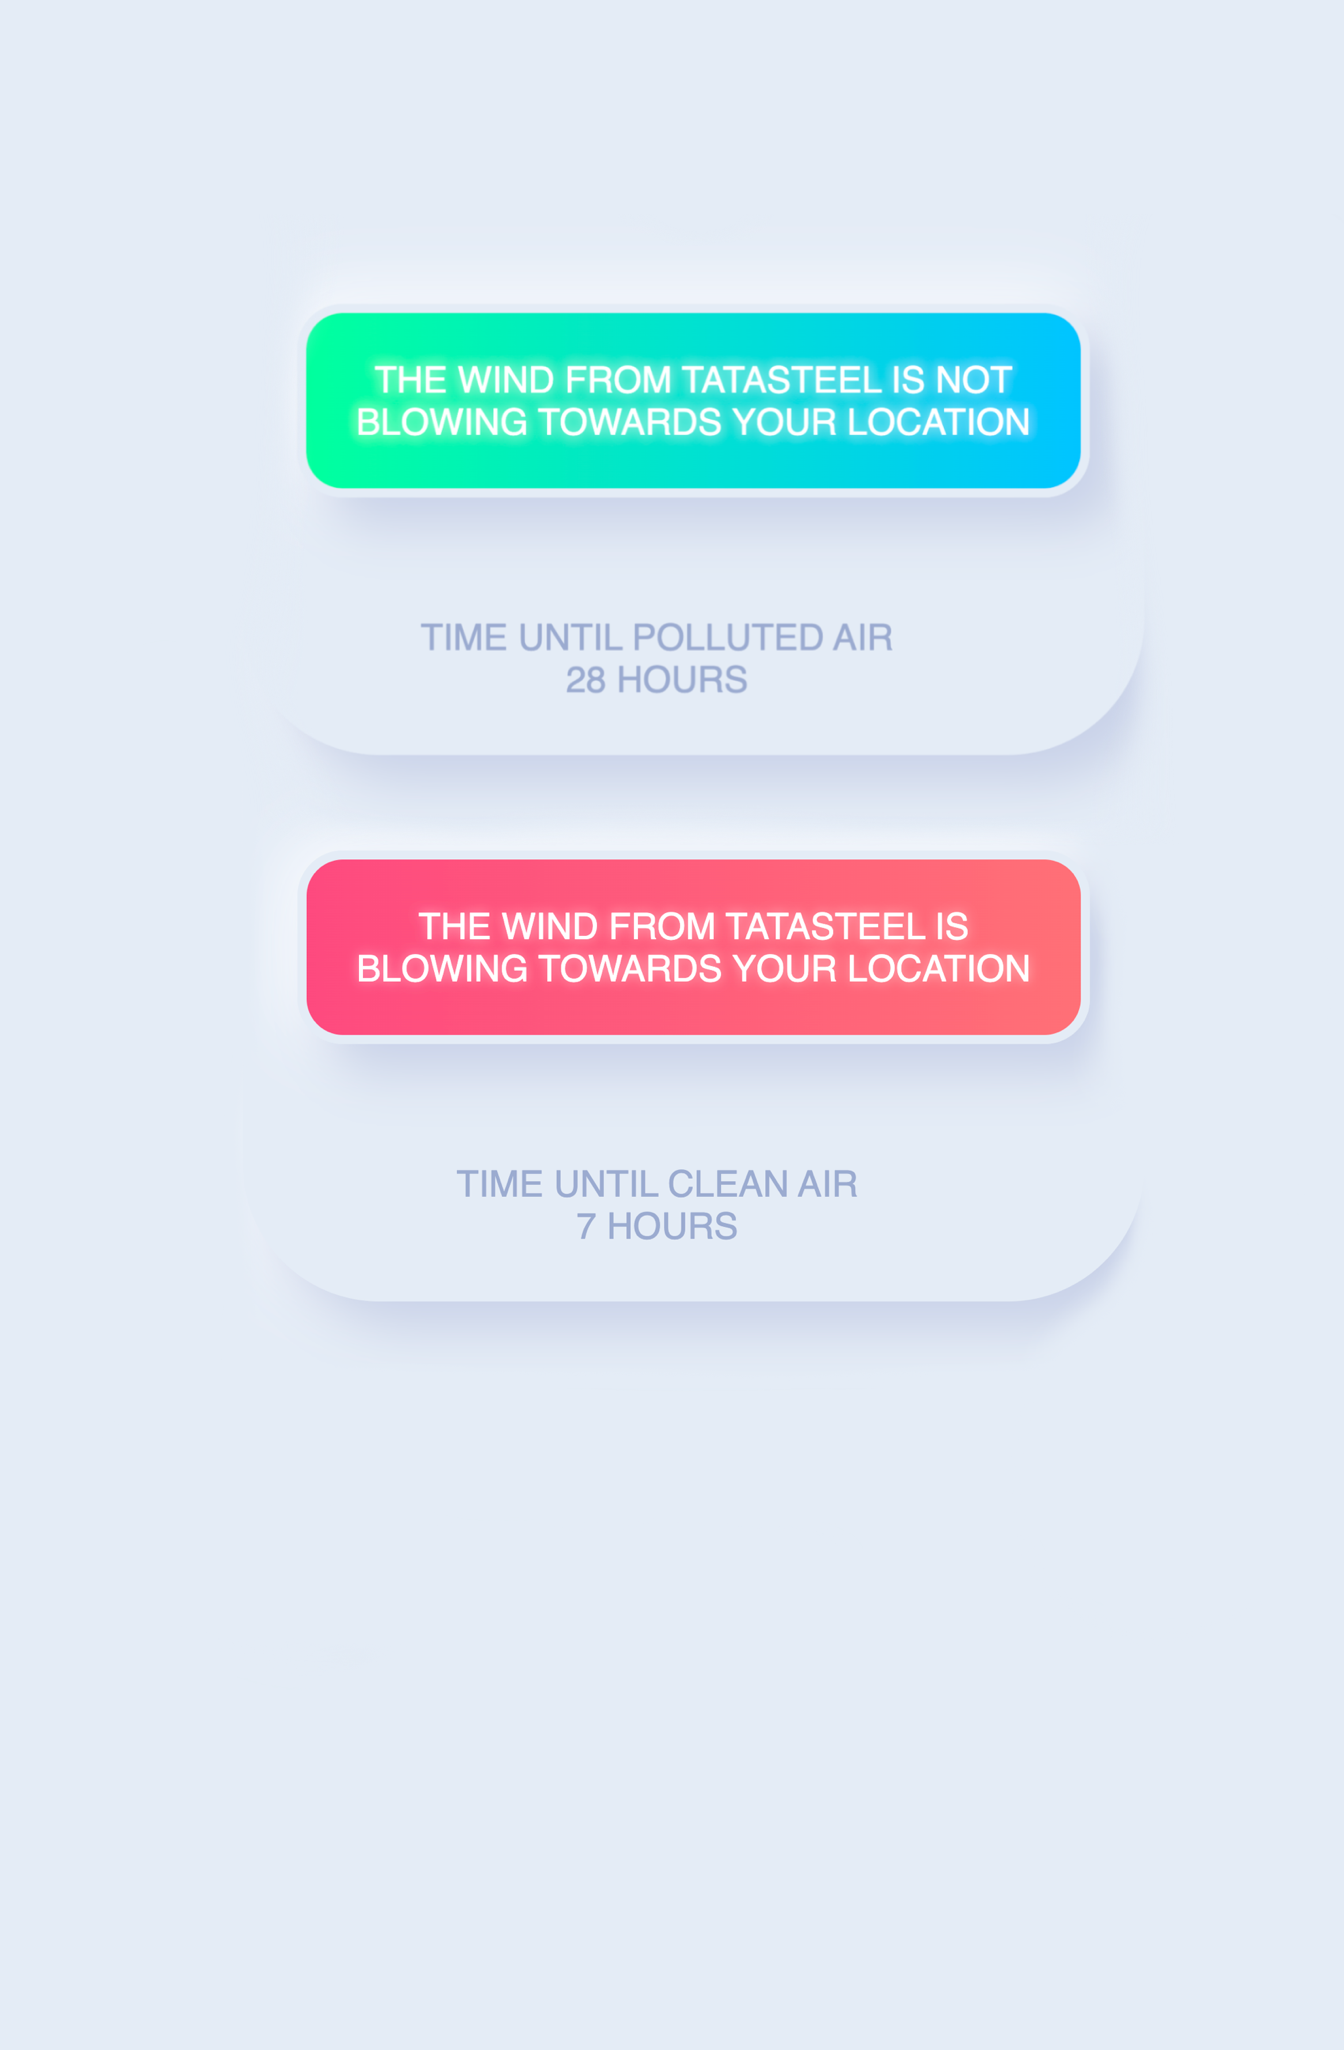 THE WIND FROM TATASTEEL IS NOT
BLOWING TOWARDS YOUR LOCATION
TIME UNTIL POLLUTED AIR
28 HOURS
THE WIND FROM TATASTEEL IS
BLOWING TOWARDS YOUR LOCATION
TIME UNTIL CLEAN AIR
7 HOURS